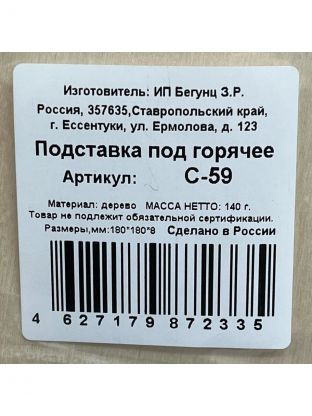 Изготовитель: ИП Бегунц З.Р.
Россия, 357635,Ставропольский край,
г. Ессентуки, ул. Ермолова, д. 123
Подставка под горячее
Артикул: С-59
Материал: дерево МАССА НЕТТО: 140 г.
Товар не подлежит обязательной сертификации.
Размеры,мм:180*180*8 Сделано в России
4 627179 872335